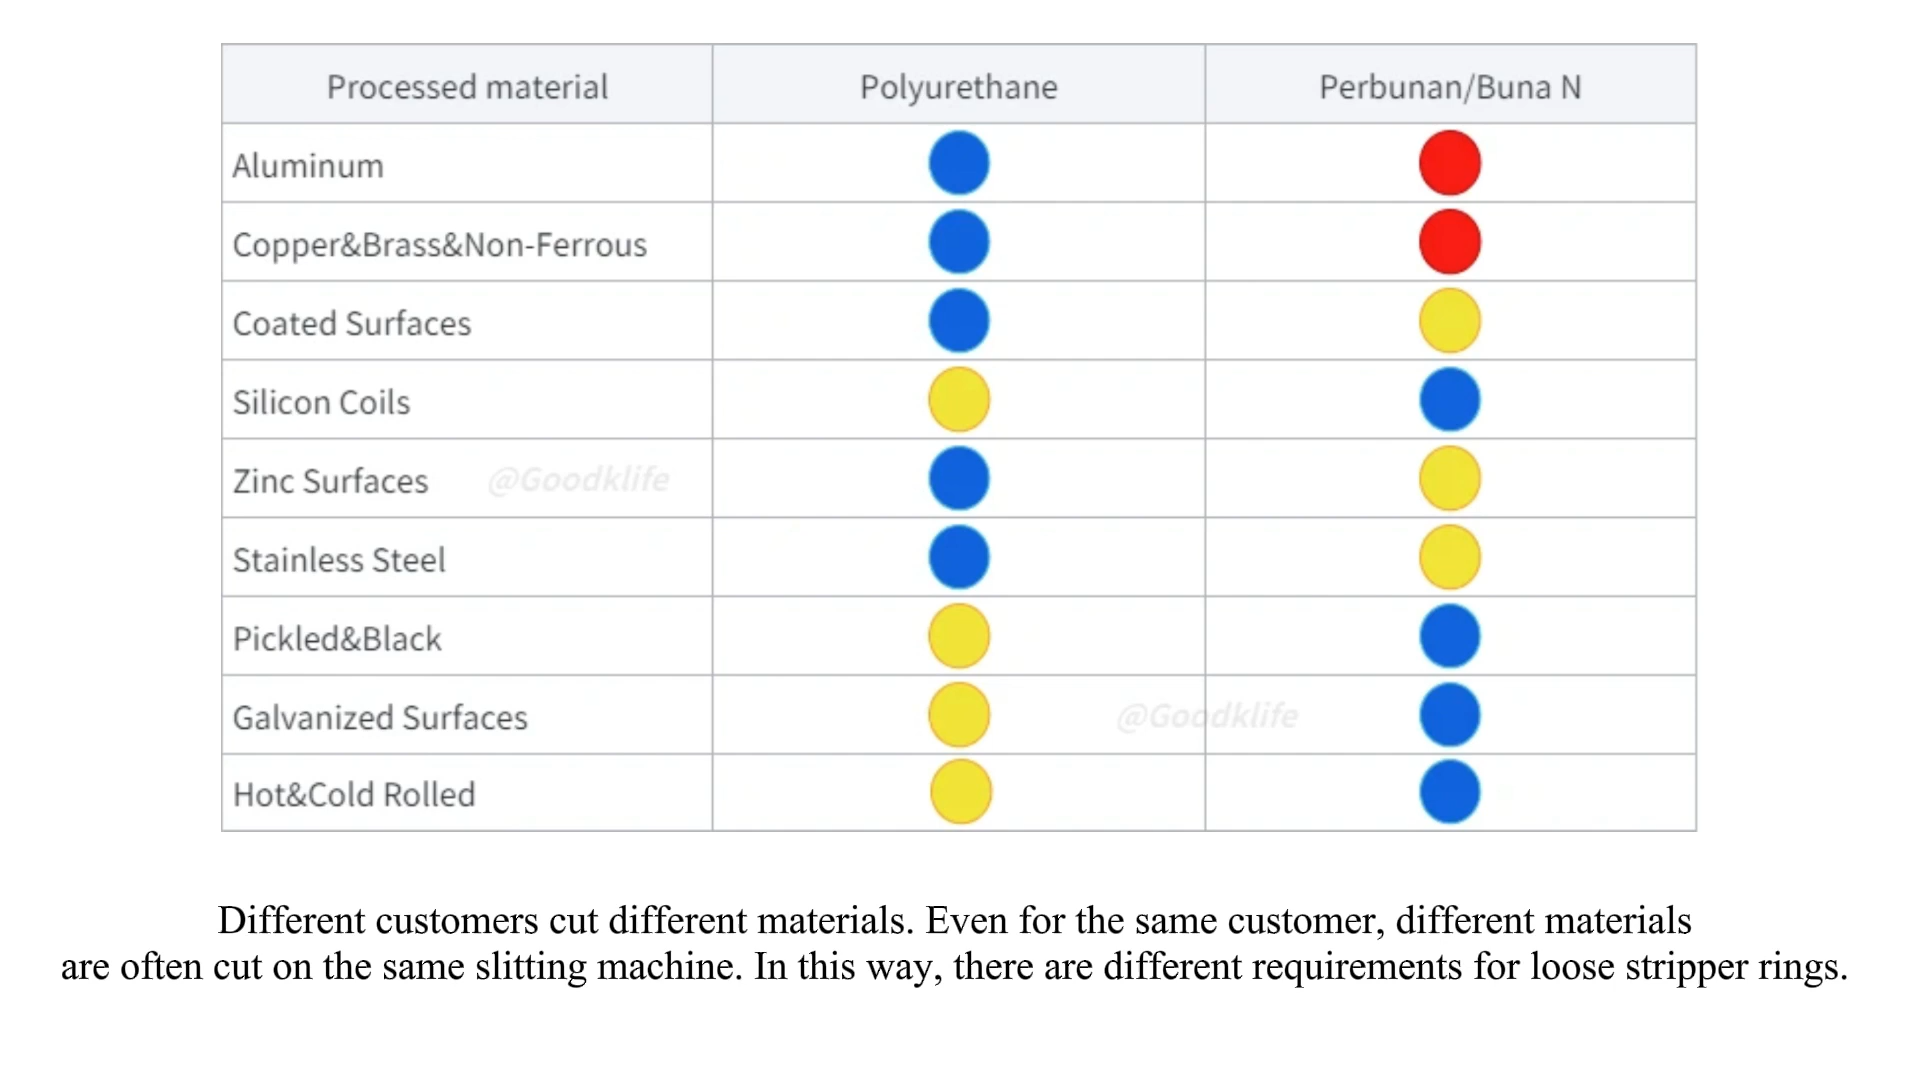 Processed material Polyurethane Perbunan/Buna N
Aluminum
Copper&Brass&Non-Ferrous
Coated Surfaces
Silicon Coils
Zinc Surfaces @Goodklife
Stainless Steel
Pickled&Black
Galvanized Surfaces @Goodklife
Hot&Cold Rolled
Different customers cut different materials. Even for the same customer, different materials
are often cut on the same slitting machine. In this way, there are different requirements for loose stripper rings.